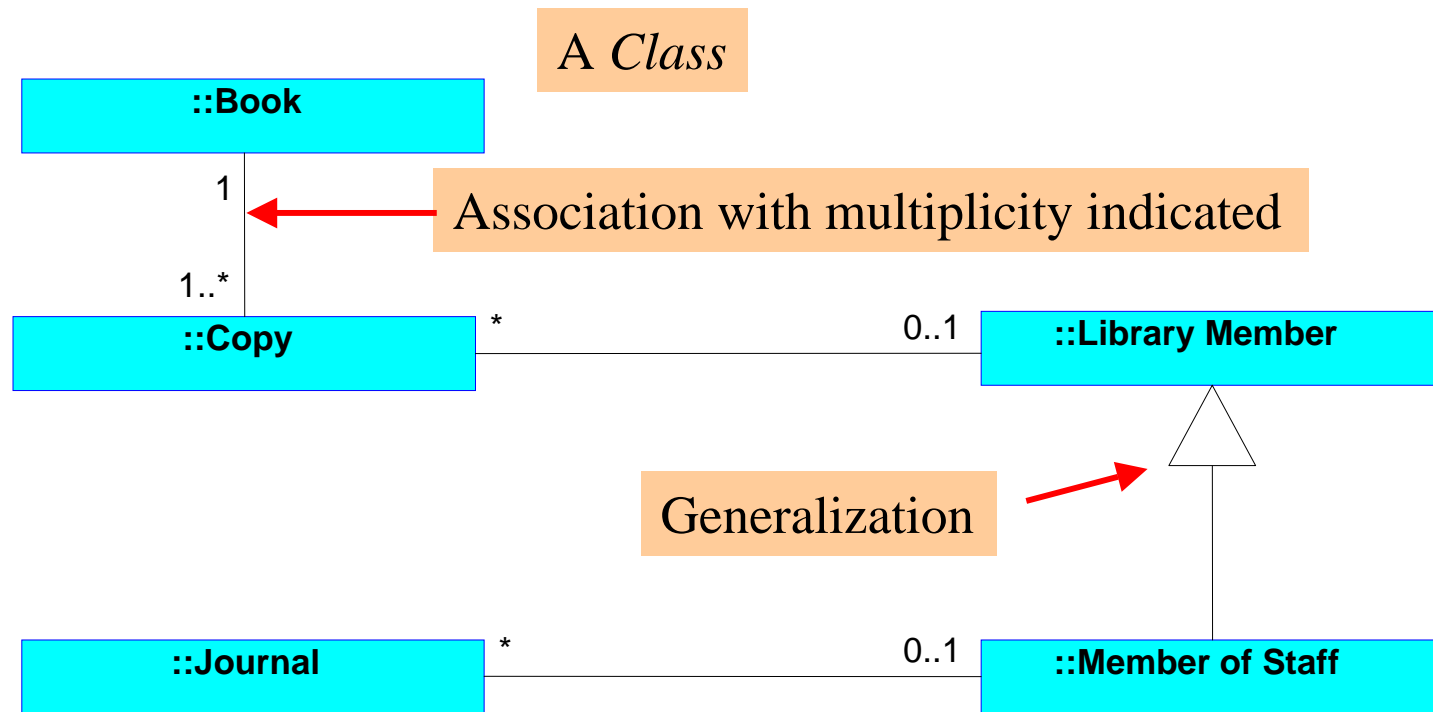 A Class
::Book
1
Association with multiplicity indicated
1..*
::Copy
*
0..1
::Library Member
Generalization
::Journal
*
0..1
::Member of Staff